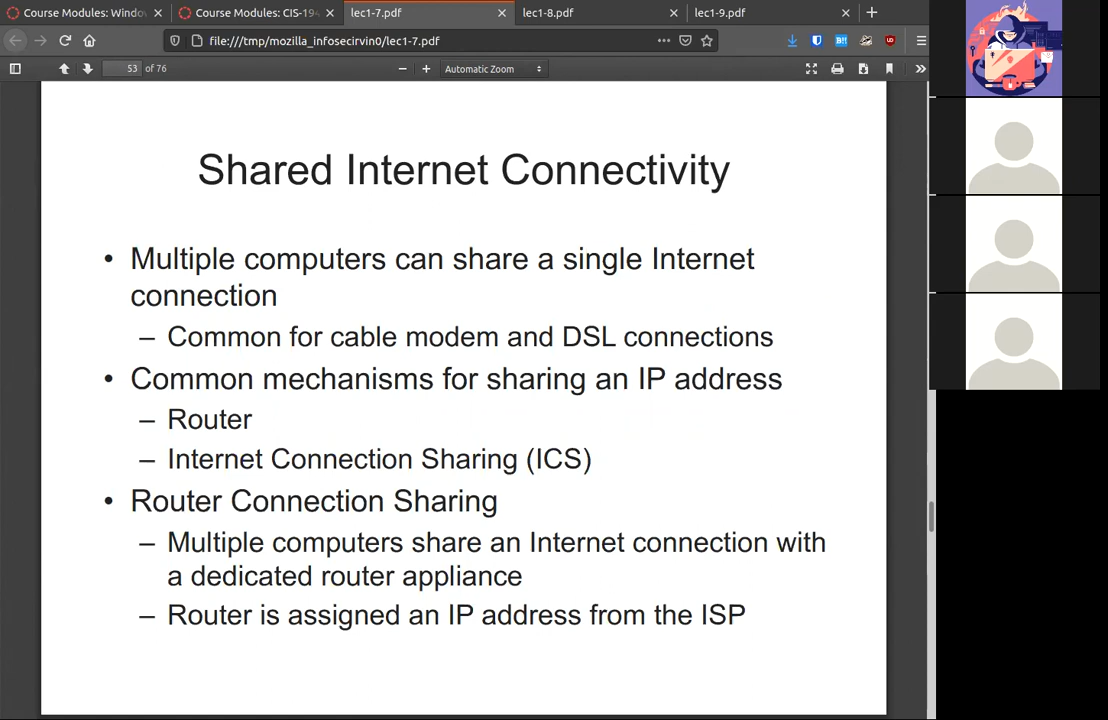 Course Modules: Windo
Course Modules: CIS-194
lec1-7.pdf
lec1-8.pdf
lec1-9.pdf
file:///tmp/mozilla_infosecirvin0/lec1-7.pdf
53 of 76
Automatic Zoom
Shared Internet Connectivity
• Multiple computers can share a single Internet
connection
– Common for cable modem and DSL connections
• Common mechanisms for sharing an IP address
– Router
– Internet Connection Sharing (ICS)
• Router Connection Sharing
– Multiple computers share an Internet connection with
a dedicated router appliance
– Router is assigned an IP address from the ISP